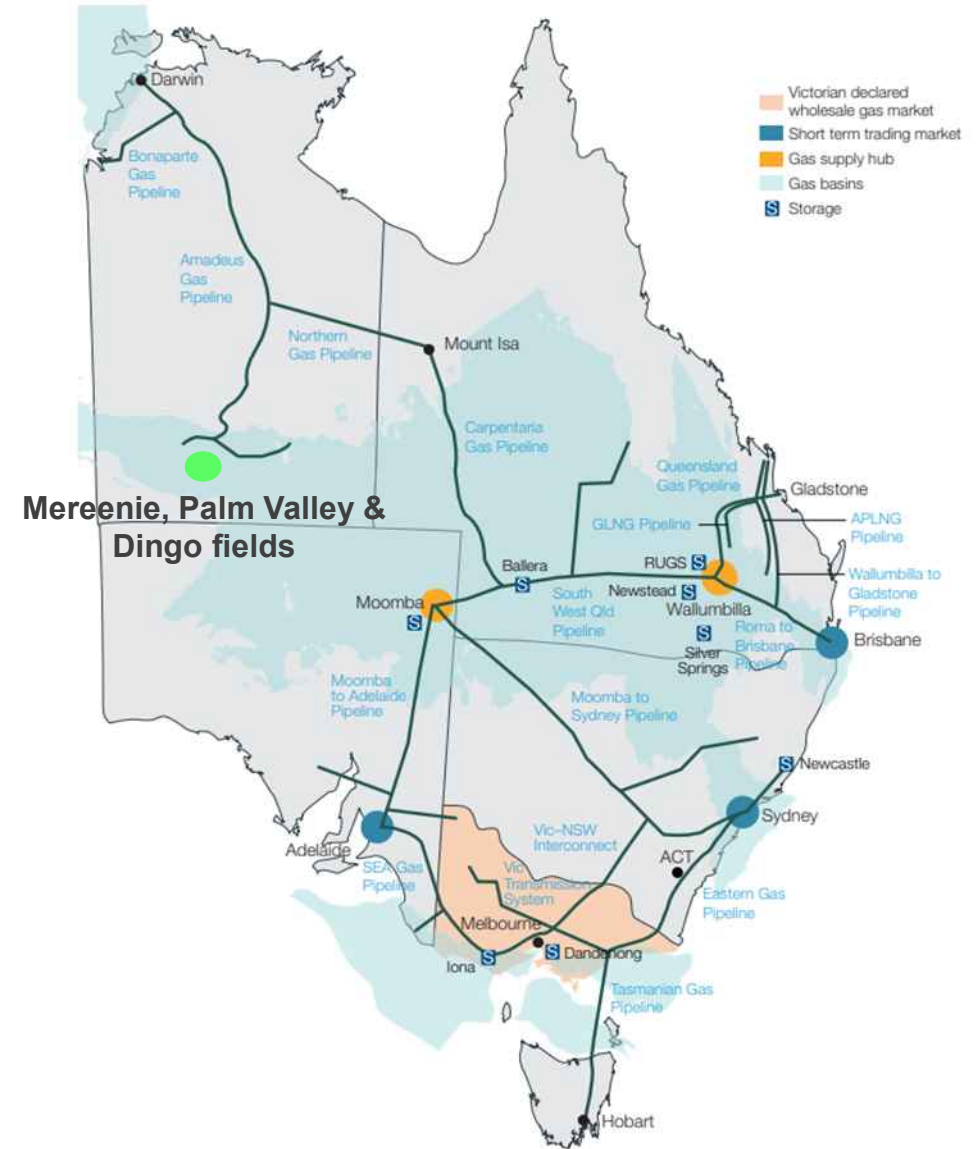 Darwin
Victorian declared
wholesale gas market
Short term trading market
Gas supply hub
Gas basins
S Storage
Bonaparte
Gas
Pipeline
Amadeus
Gas
Pipeline
Northern
Gas Pipeline
Mount Isa
Carpentaria
Gas Pipeline
Queensland
Gas Pipeline
Gladstone
GLNG Pipeline
APLNG
Pipeline
Mereenie, Palm Valley &
Dingo fields
Ballera
S
RUGS S
Wallumbilla to
Gladstone
Pipeline
Moomba
S
South
West Qld
Pipeline
Newstead S
Wallumbilla
S
Silver
Springs
Roma to
Brisbane
Pipeline
Brisbane
Moomba
to Adelaide
Pipeline
Moomba to
Sydney Pipeline
S Newcastle
Sydney
Adelaide
Vic–NSW
Interconnect
ACT
SEA Gas
Pipeline
Vic
Transmission
System
Eastern Gas
Pipeline
Melbourne
Iona S
S Dandenong
Tasmanian Gas
Pipeline
Hobart